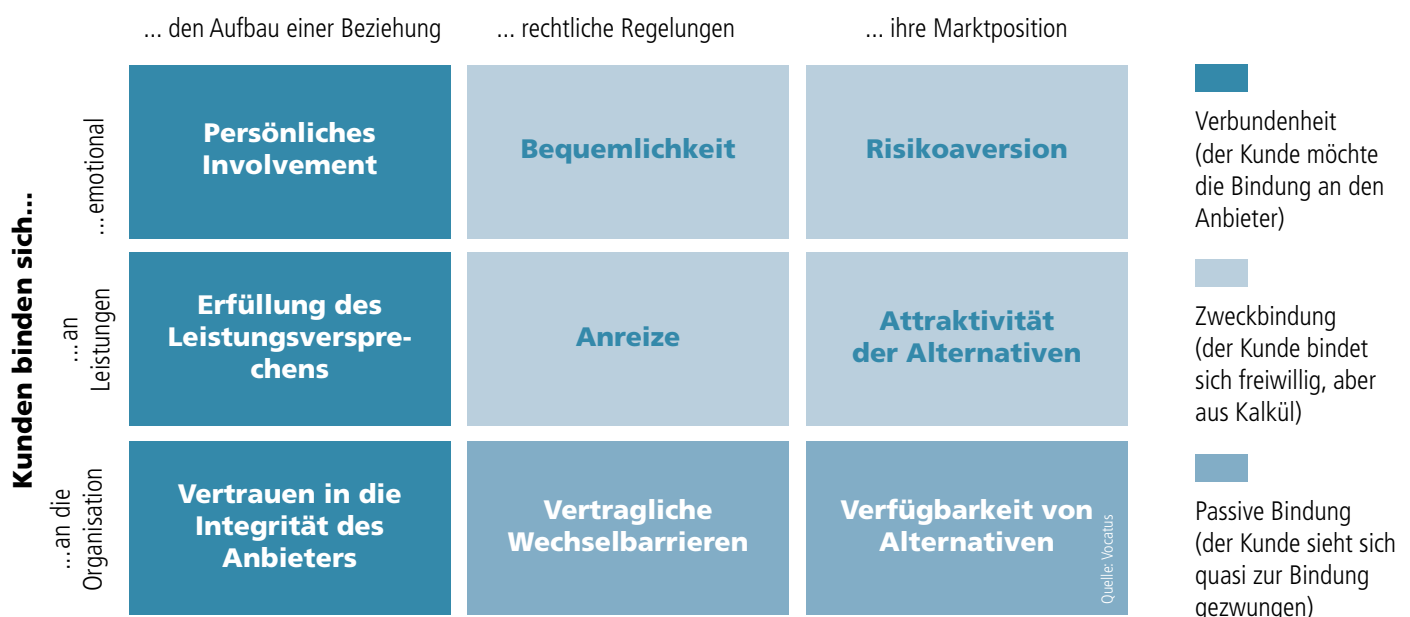 ... den Aufbau einer Beziehung
... rechtliche Regelungen
... ihre Marktposition
Kunden binden sich...
...emotional
Persönliches
Involvement
Bequemlichkeit
Risikoaversion
...an
Leistungen
Erfüllung des
Leistungsverspre-
chens
Anreize
Attraktivität
der Alternativen
...an die
Organisation
Vertrauen in die
Integrität des
Anbieters
Vertragliche
Wechselbarrieren
Verfügbarkeit von
Alternativen
Quelle: Vocatus
Verbundenheit
(der Kunde möchte
die Bindung an den
Anbieter)
Zweckbindung
(der Kunde bindet
sich freiwillig, aber
aus Kalkül)
Passive Bindung
(der Kunde sieht sich
quasi zur Bindung
gezwungen)